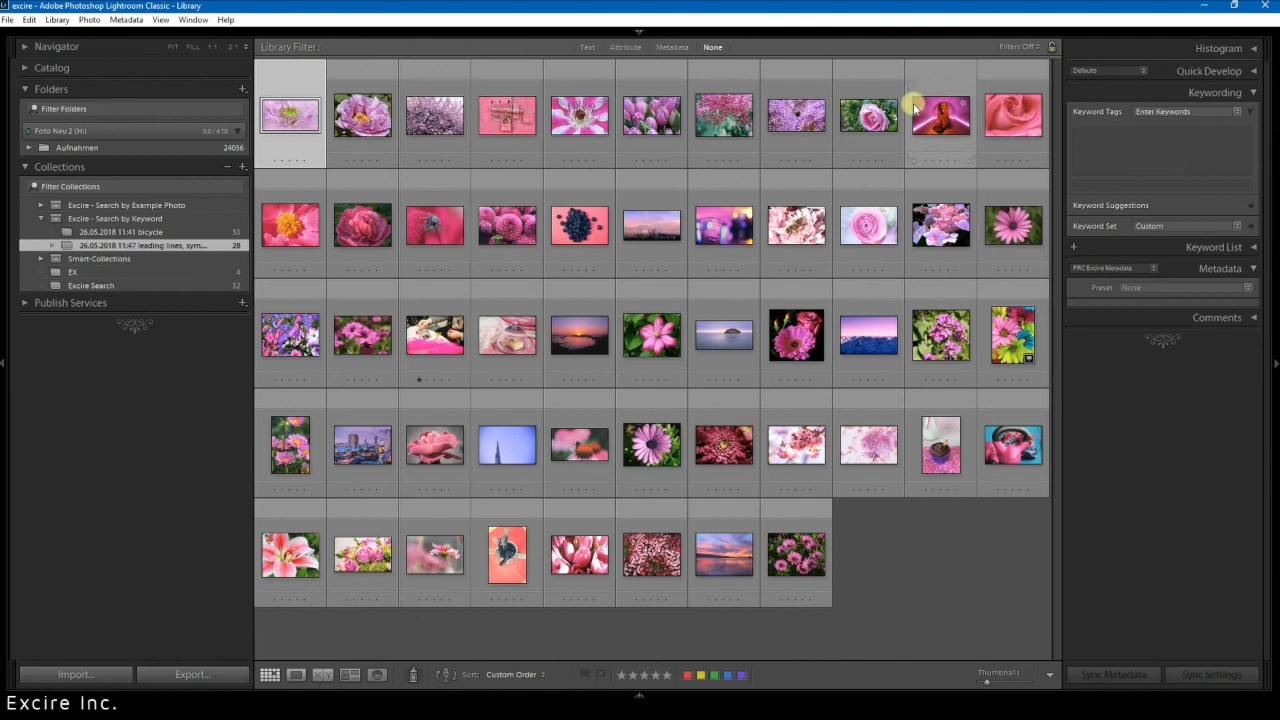 excire - Adobe Photoshop Lightroom Classic - Library
File Edit Library Photo Metadata View Window Help
Navigator FIT FILL 1:1 2:1
Catalog
Folders
Filter Folders
Foto Neu 2 (H:)
Aufnahmen 24056
Collections
Filter Collections
Excire - Search by Example Photo
Excire - Search by Keyword
26.05.2018 11:41 bicycle 50
26.05.2018 11:47 leading lines, sym... 28
Smart-Collections
EX 4
Excire Search 52
Publish Services
Import... Export...
Library Filter: Text Attribute Metadata None Filters Off
Sort: Custom Order
Thumbnails
Histogram
Defaults Quick Develop
Keywording
Keyword Tags Enter Keywords
Keyword Suggestions
Keyword Set Custom
Keyword List
PRC Excire Metadata Metadata
Preset None
Comments
Sync Metadata Sync Settings
Excire Inc.